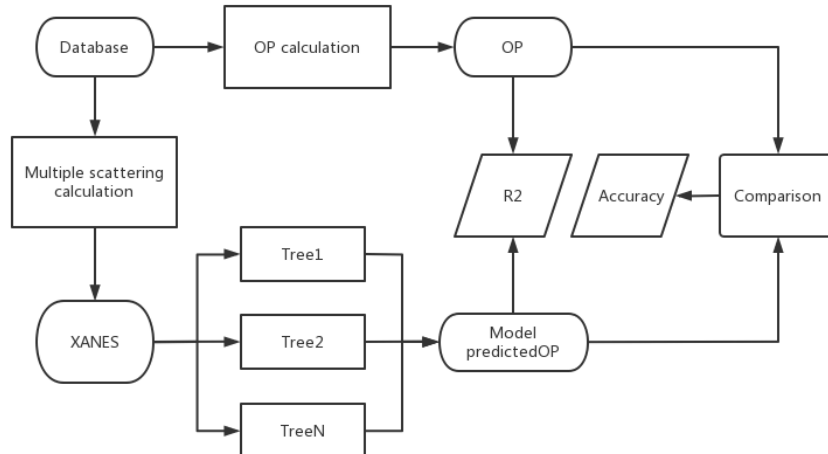 Database
OP calculation
OP
Multiple scattering
calculation
R2
Accuracy
Comparison
Tree1
XANES
Tree2
Model
predictedOP
TreeN